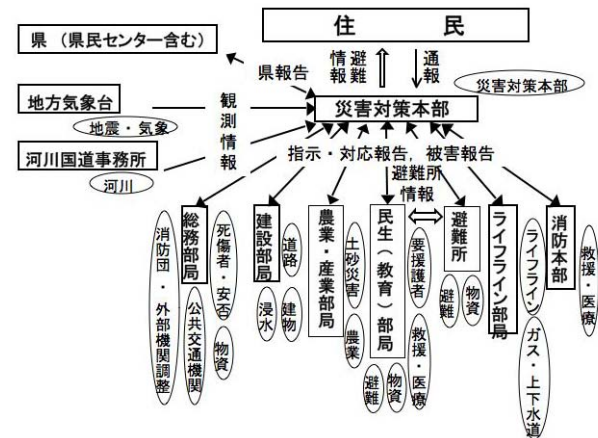 住　民
県（県民センター含む）
情報
避難
通報
県報告
災害対策本部
地方気象台
地震・気象
観測情報
災害対策本部
河川国道事務所
河川
指示・対応報告，被害報告
避難所
情報
総務部局
消防団・外部機関調整
公共交通機関
死傷者・安否
物資
建設部局
道路
浸水
建物
農業・産業部局
土砂災害
農業
民生（教育）部局
要援護者
避難
物資
救援・医療
避難所
避難
物資
ライフライン部局
ライフライン
ガス・上下水道
消防本部
救援・医療